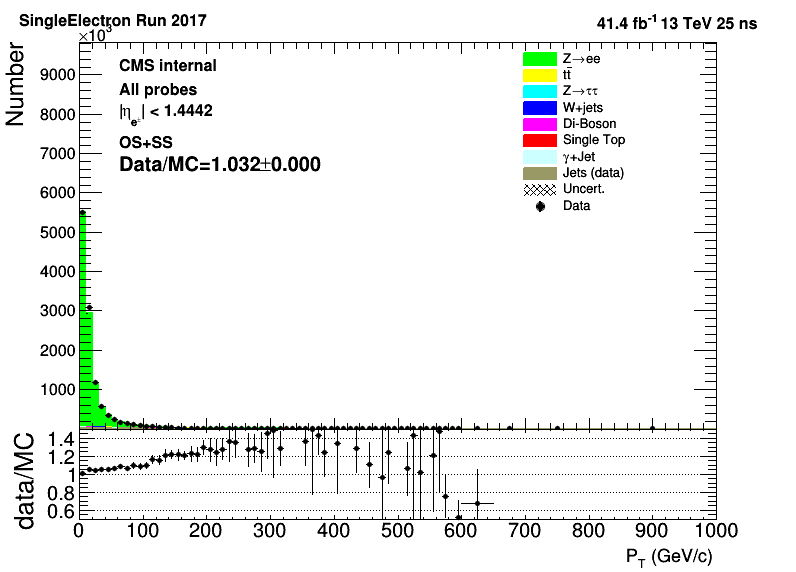 SingleElectron Run 2017
41.4 fb⁻¹ 13 TeV 25 ns
×10³
Number
9000
8000
7000
6000
5000
4000
3000
2000
1000
CMS internal
All probes
|η_e±| < 1.4442
OS+SS
Data/MC=1.032±0.000
Z→ee
tt̄
Z→ττ
W+jets
Di-Boson
Single Top
γ+Jet
Jets (data)
Uncert.
Data
data/MC
1.4
1.2
1
0.8
0.6
0 100 200 300 400 500 600 700 800 900 1000
P_T (GeV/c)